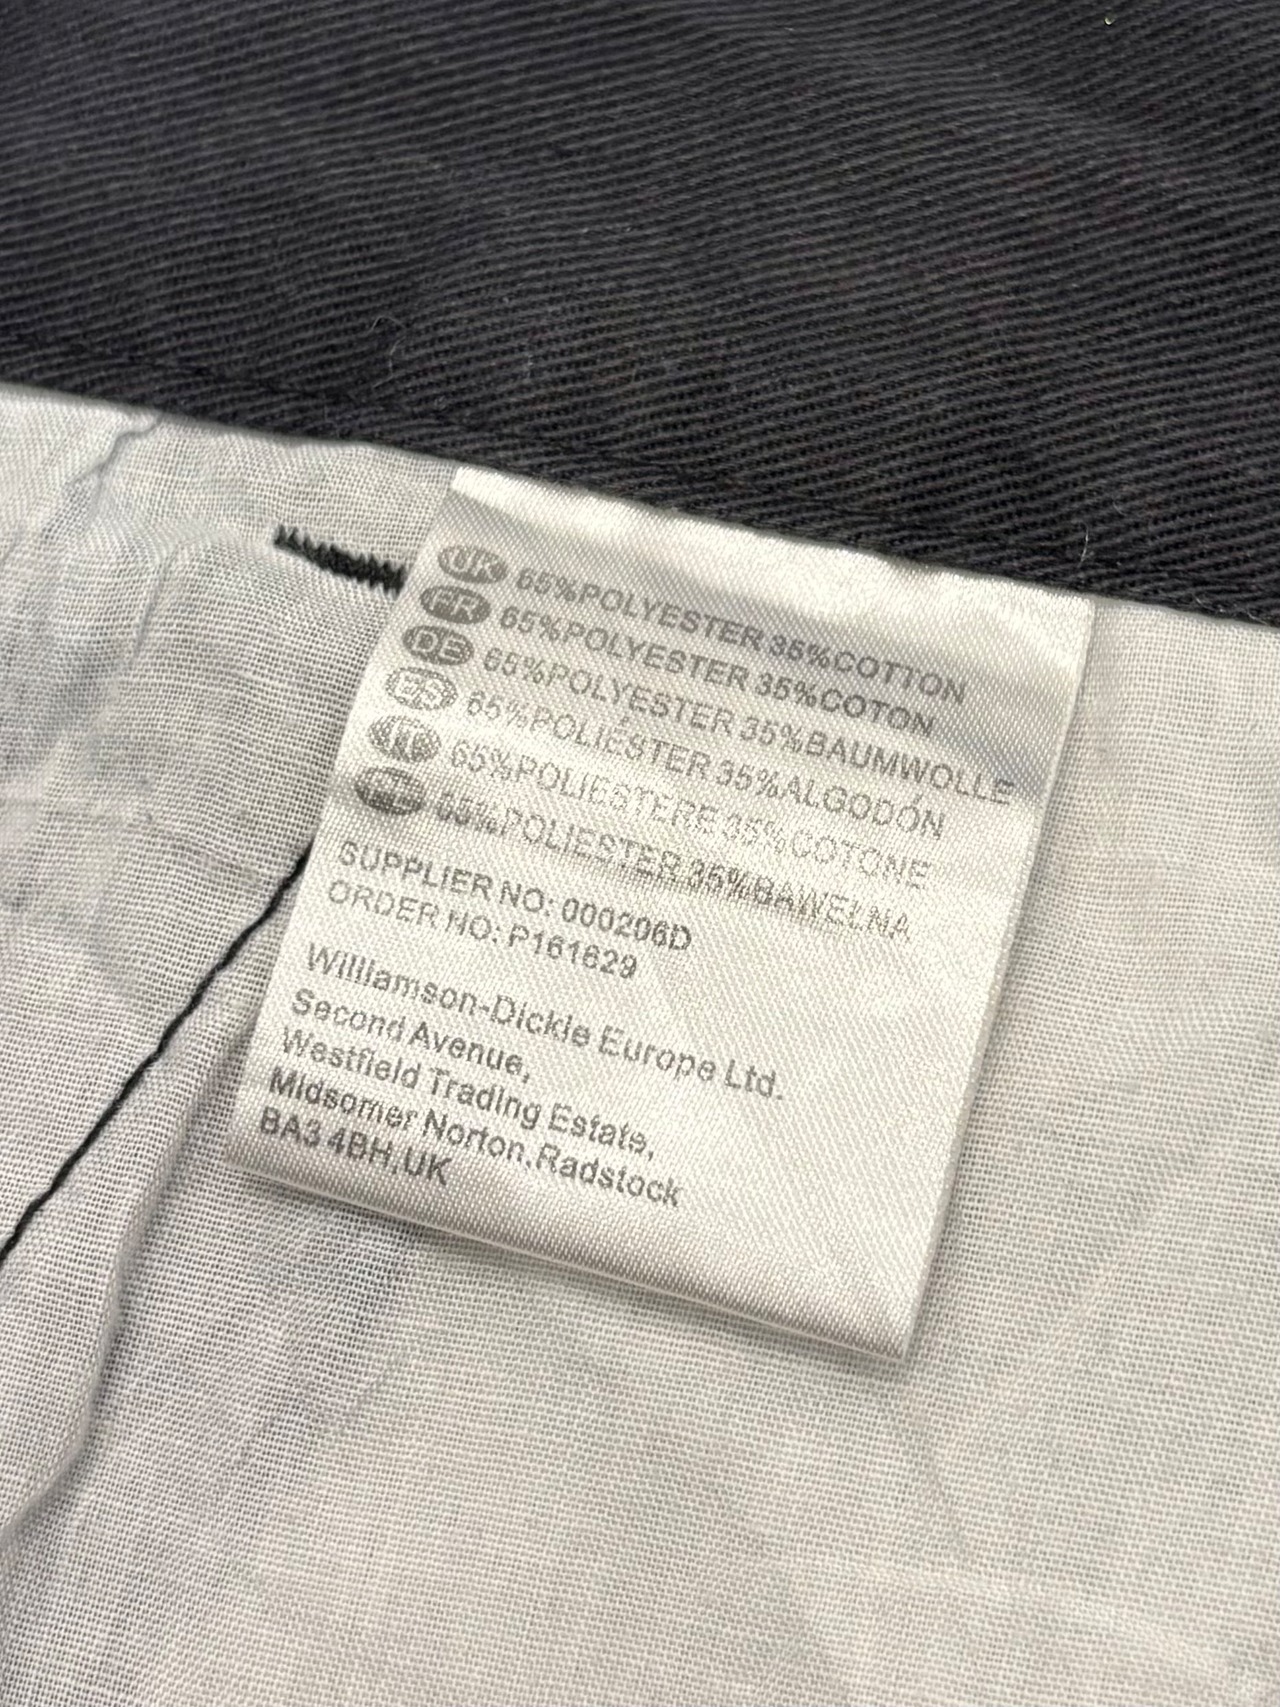 UK 65%POLYESTER 35%COTTON
FR 65%POLYESTER 35%COTON
DE 65%POLYESTER 35%BAUMWOLLE
ES 65%POLIÉSTER 35%ALGODÓN
IT 65%POLIESTERE 35%COTONE
65%POLIESTER 35%BAWEŁNA
SUPPLIER NO: 000206D
ORDER NO: P161629
Williamson-Dickie Europe Ltd.
Second Avenue,
Westfield Trading Estate,
Midsomer Norton,Radstock
BA3 4BH,UK